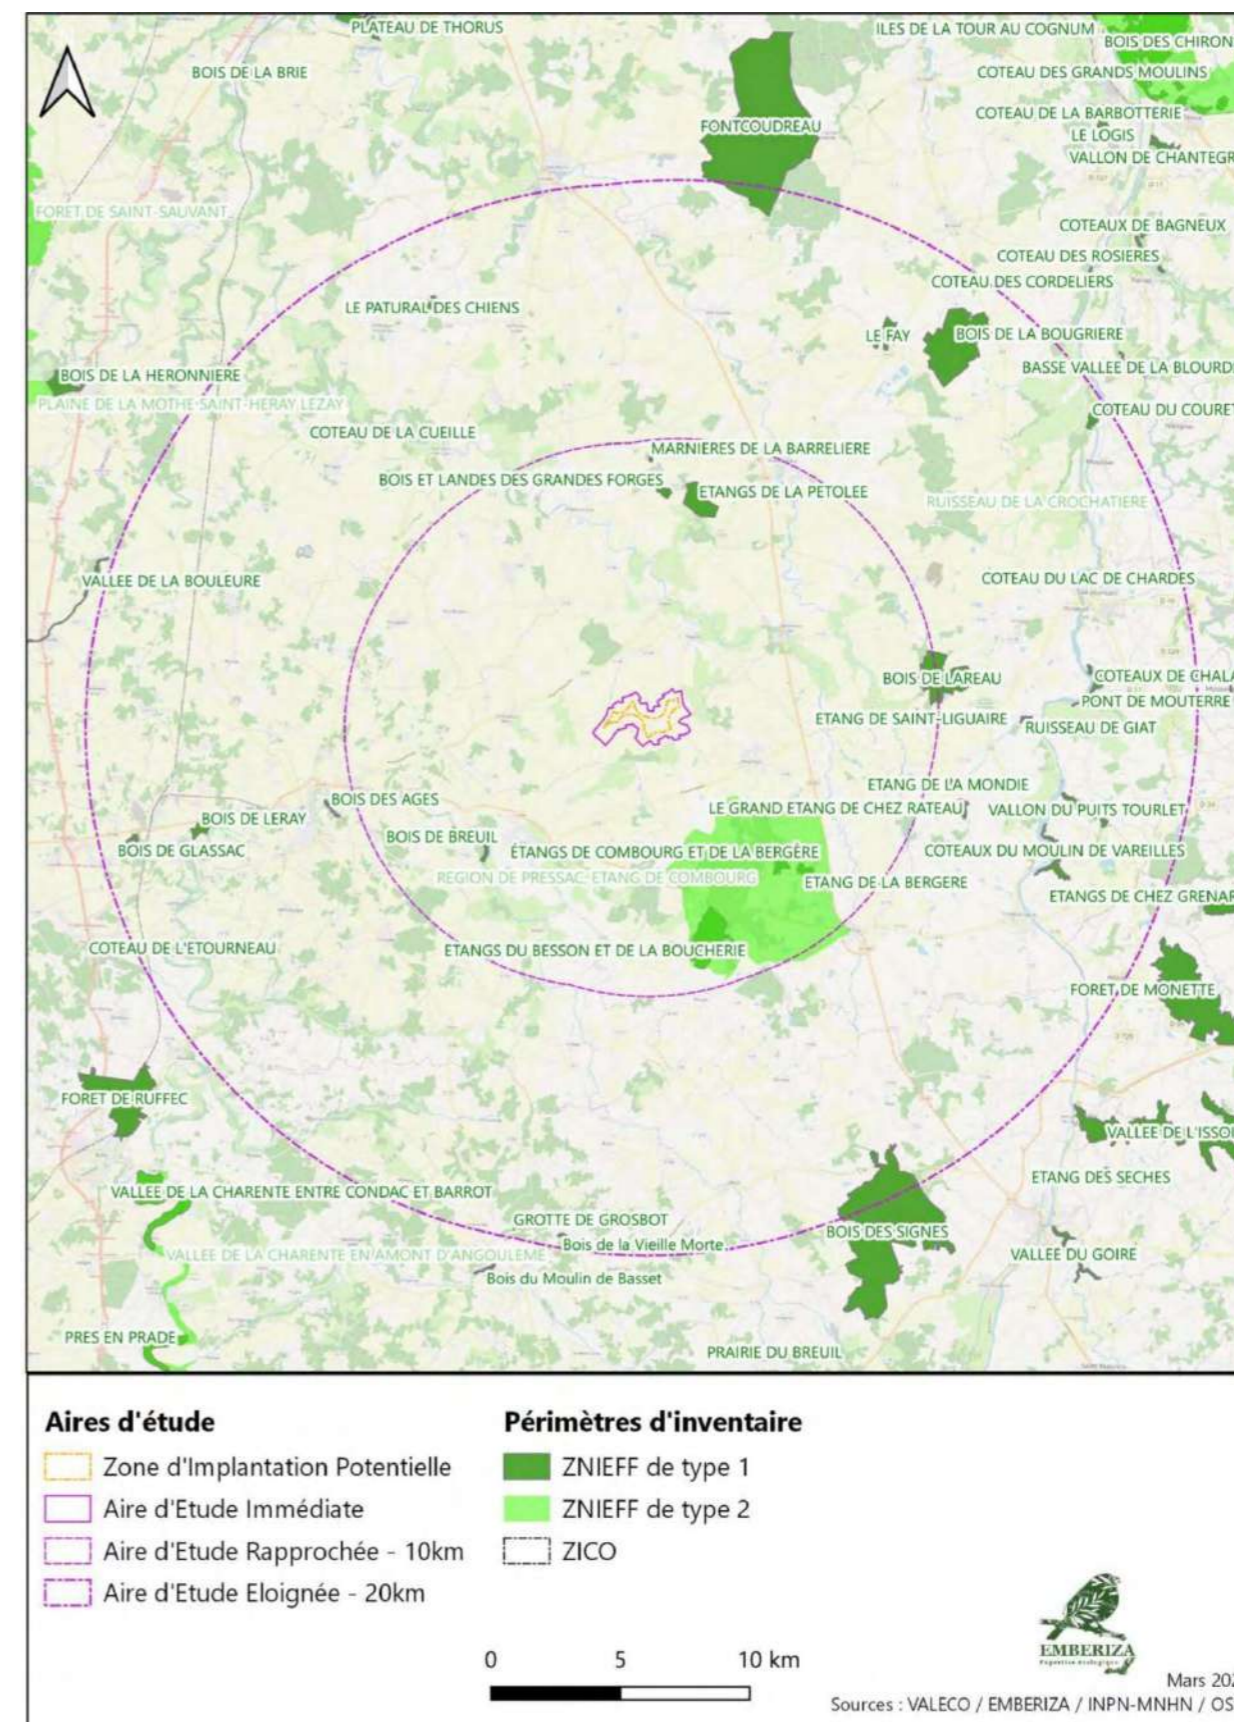 PLATEAU DE THORUS
ILES DE LA TOUR AU COGNUM
BOIS DES CHIRON
BOIS DE LA BRIE
COTEAU DES GRANDS MOULINS
COTEAU DE LA BARBOTTERIE
FONTCOUDREAU
LE LOGIS
VALLON DE CHANTEGR
FORET DE SAINT-SAUVANT
COTEAUX DE BAGNEUX
COTEAU DES ROSIERES
COTEAU DES CORDELIERS
LE PATURAL DES CHIENS
LE FAY
BOIS DE LA BOUGRIERE
BASSE VALLEE DE LA BLOURD
BOIS DE LA HERONNIERE
PLAINE DE LA MOTHE-SAINT-HERAY LEZAY
COTEAU DU COURET
COTEAU DE LA CUEILLE
MARNIERES DE LA BARRELIERE
BOIS ET LANDES DES GRANDES FORGES
ETANGS DE LA PETOLEE
RUISSEAU DE LA CROCHATIERE
VALLEE DE LA BOULEURE
COTEAU DU LAC DE CHARDES
BOIS DE LAREAU
COTEAUX DE CHALA
PONT DE MOUTERRE
ETANG DE SAINT-LIGUAIRE
RUISSEAU DE GIAT
ETANG DE L'A MONDIE
BOIS DES AGES
LE GRAND ETANG DE CHEZ RATEAU
VALLON DU PUITS TOURLET
BOIS DE LERAY
BOIS DE BREUIL
BOIS DE GLASSAC
ÉTANGS DE COMBOURG ET DE LA BERGÈRE
COTEAUX DU MOULIN DE VAREILLES
REGION DE PRESSAC, ETANG DE COMBOURG
ETANG DE LA BERGERE
ETANGS DE CHEZ GRENAR
COTEAU DE L'ETOURNEAU
ETANGS DU BESSON ET DE LA BOUCHERIE
FORET DE MONETTE
FORET DE RUFFEC
VALLEE DE L'ISSOI
ETANG DES SECHES
VALLEE DE LA CHARENTE ENTRE CONDAC ET BARROT
GROTTE DE GROSBOT
BOIS DES SIGNES
Bois de la Vieille Morte
VALLEE DE LA CHARENTE EN AMONT D'ANGOULEME
VALLEE DU GOIRE
Bois du Moulin de Basset
PRES EN PRADE
PRAIRIE DU BREUIL
Aires d'étude
Zone d'Implantation Potentielle
Aire d'Etude Immédiate
Aire d'Etude Rapprochée - 10km
Aire d'Etude Eloignée - 20km
Périmètres d'inventaire
ZNIEFF de type 1
ZNIEFF de type 2
ZICO
0 5 10 km
EMBERIZA
Expertise écologique
Mars 202
Sources : VALECO / EMBERIZA / INPN-MNHN / OS